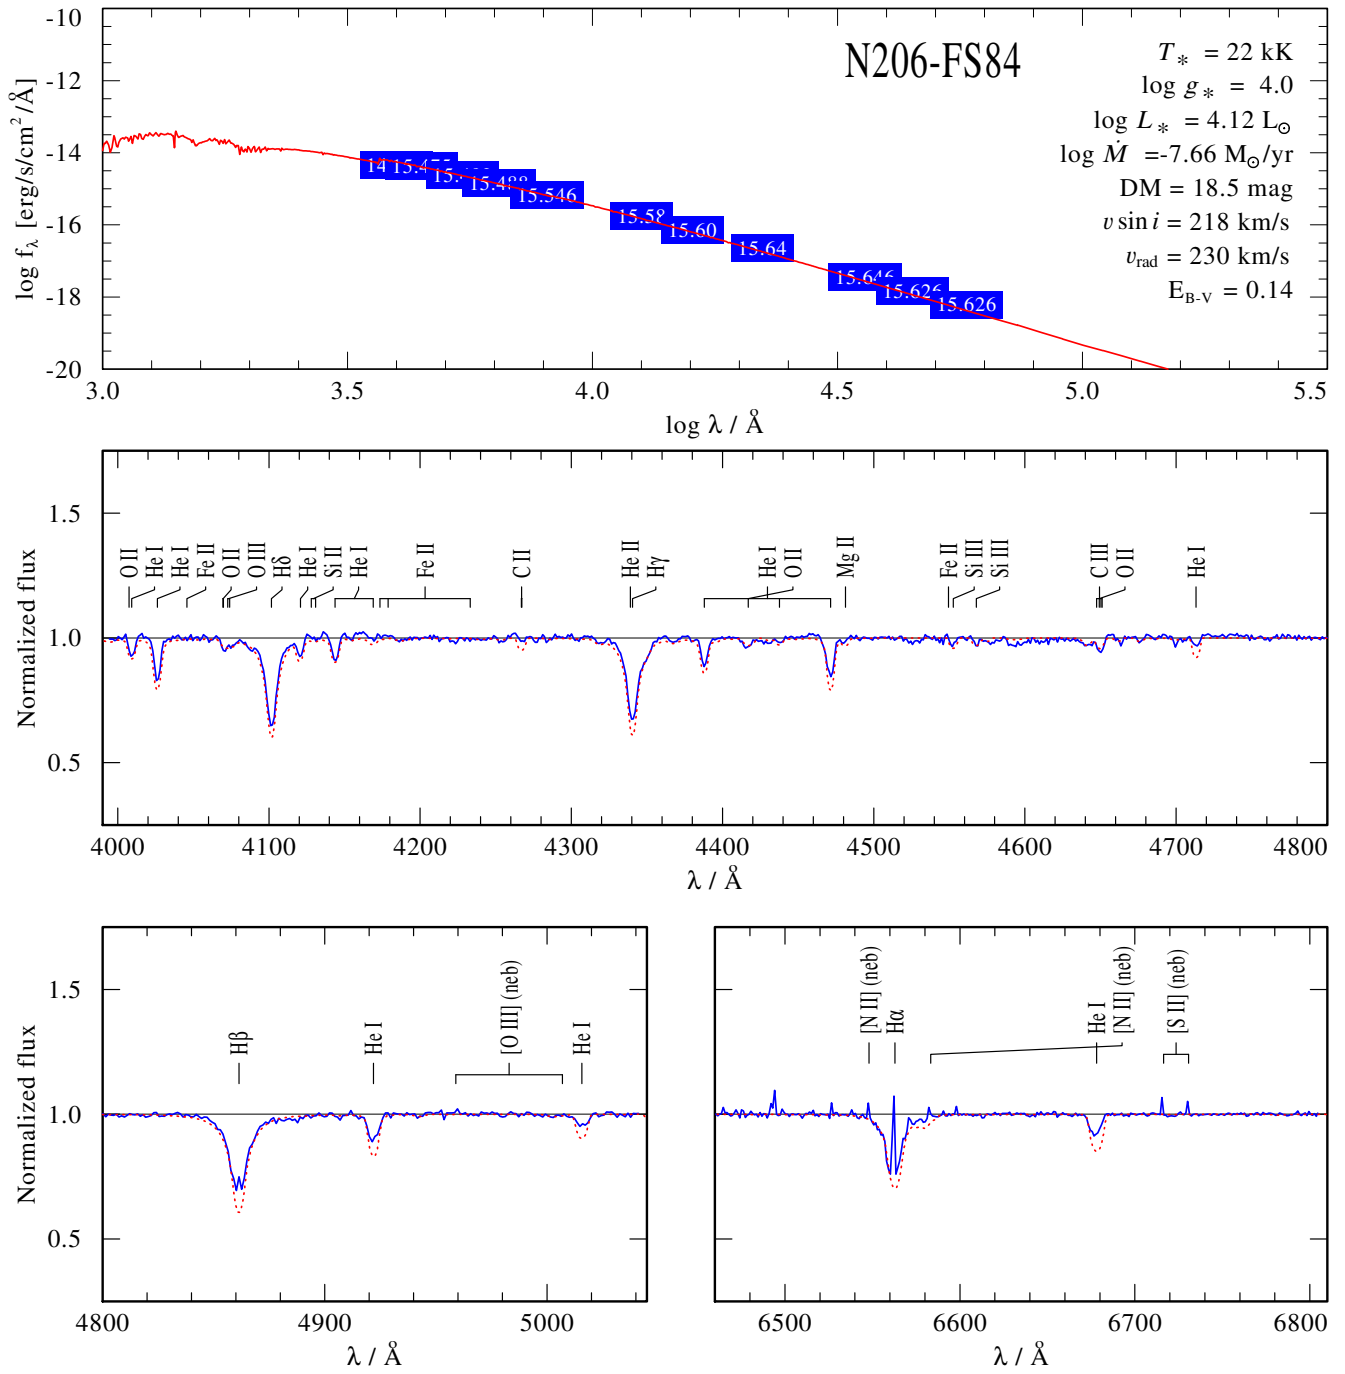 N206-FS84
T* = 22 kK
log g* = 4.0
log L* = 4.12 L⊙
log Ṁ =-7.66 M⊙/yr
DM = 18.5 mag
v sin i = 218 km/s
vrad = 230 km/s
EB-V = 0.14
log fλ [erg/s/cm²/Å]
-10
-12
-14
-16
-18
-20
15.546
15.58
15.60
15.64
15.646
15.626
15.626
3.0 3.5 4.0 4.5 5.0 5.5
log λ / Å
Normalized flux
1.5
1.0
0.5
O II
He I
He I
Fe II
O II
O III
Hδ
He I
Si II
He I
Fe II
C II
He II
Hγ
He I
O II
Mg II
Fe II
Si III
Si III
C III
O II
He I
4000 4100 4200 4300 4400 4500 4600 4700 4800
λ / Å
Normalized flux
1.5
1.0
0.5
Hβ
He I
[O III] (neb)
He I
4800 4900 5000
λ / Å
[N II] (neb)
Hα
He I
[N II] (neb)
[S II] (neb)
6500 6600 6700 6800
λ / Å